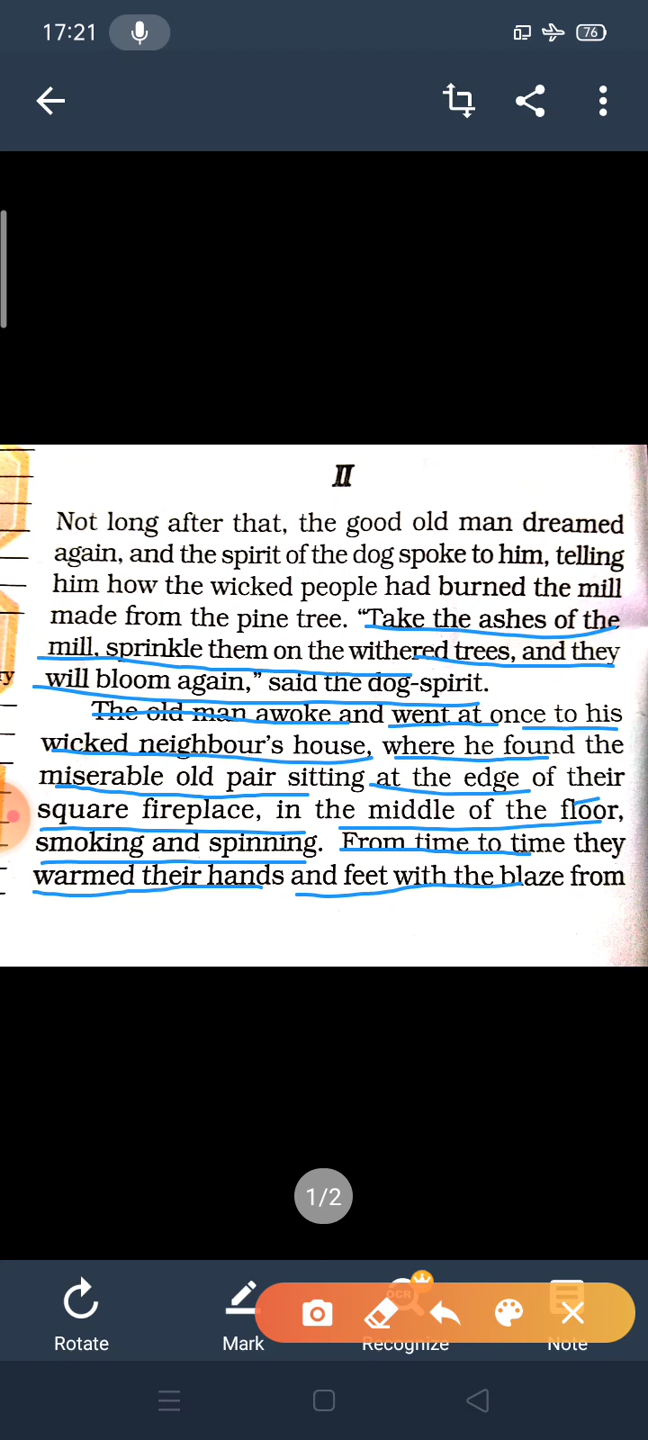 17:21
76
II
Not long after that, the good old man dreamed
again, and the spirit of the dog spoke to him, telling
him how the wicked people had burned the mill
made from the pine tree. “Take the ashes of the
mill, sprinkle them on the withered trees, and they
ry
will bloom again,” said the dog-spirit.
The old man awoke and went at once to his
wicked neighbour’s house, where he found the
miserable old pair sitting at the edge of their
square fireplace, in the middle of the floor,
smoking and spinning. From time to time they
warmed their hands and feet with the blaze from
1/2
OCR
Rotate
Mark
Recognize
Note